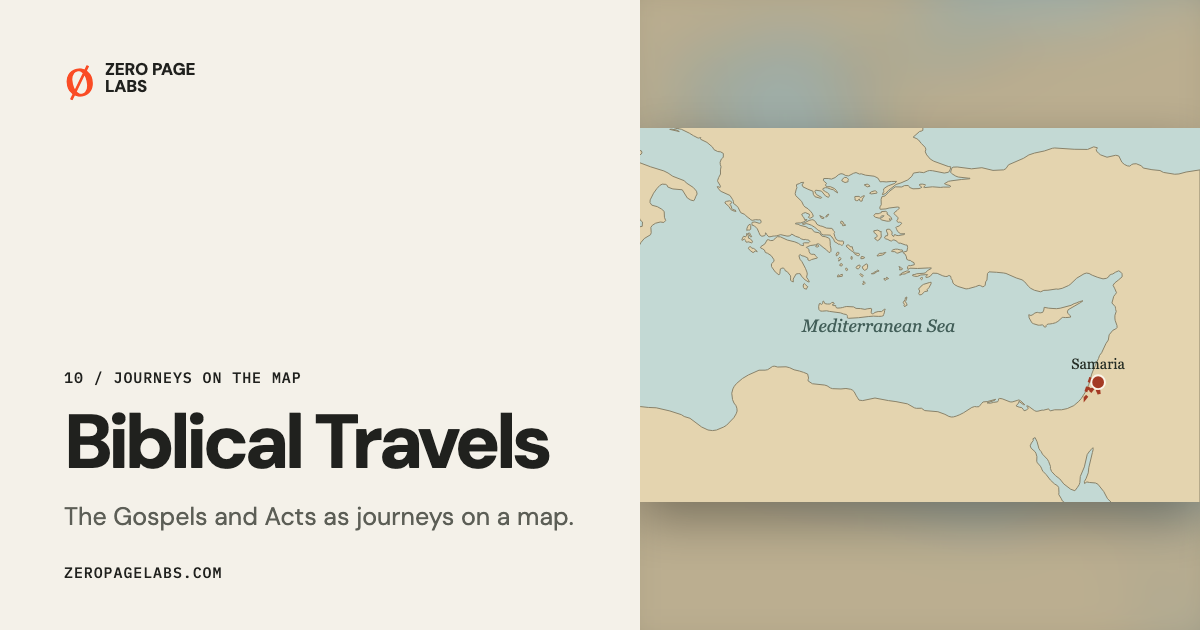 ZERO PAGE
LABS
10 / JOURNEYS ON THE MAP
Biblical Travels
The Gospels and Acts as journeys on a map.
ZEROPAGELABS.COM
Mediterranean Sea
Samaria